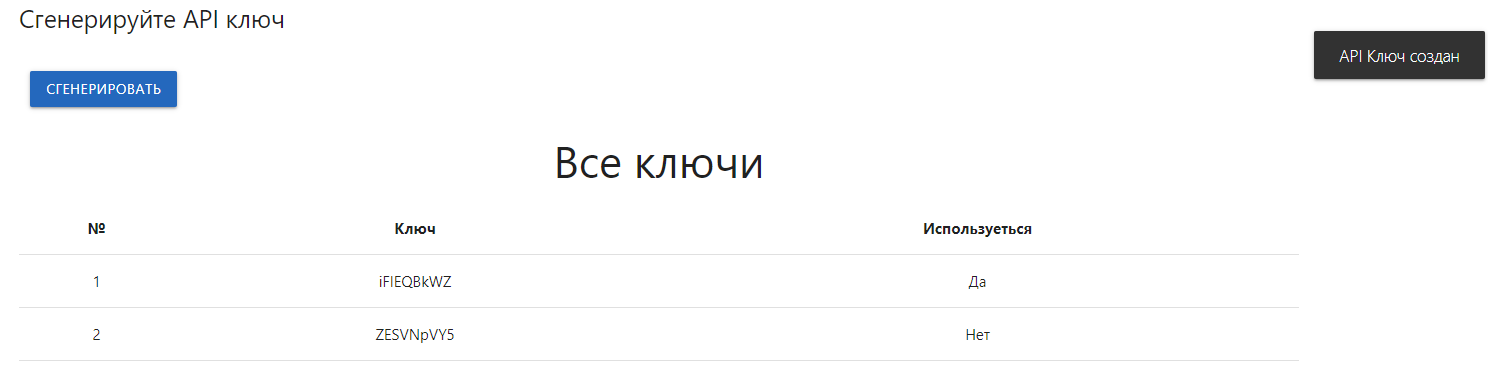 Сгенерируйте API ключ
API Ключ создан
СГЕНЕРИРОВАТЬ
Все ключи
№ Ключ Используеться
1 iFIEQBkWZ Да
2 ZESVNpVY5 Нет